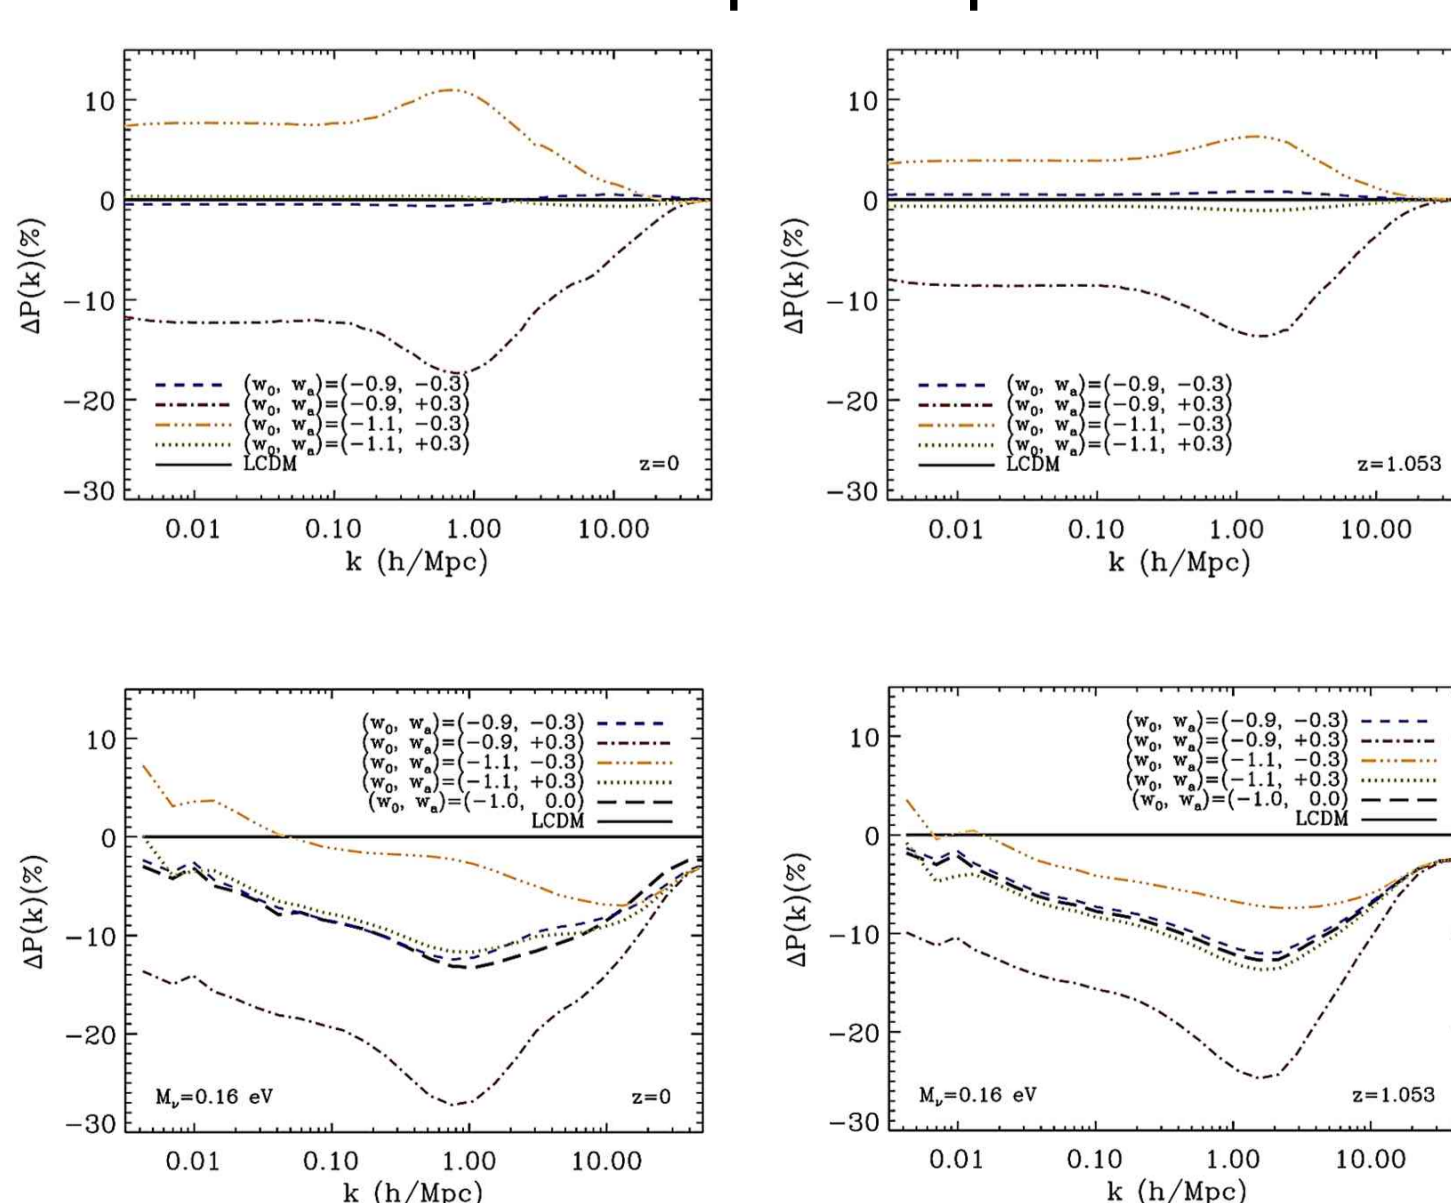 10
0
−10
−20
−30
ΔP(k)(%)
(w0, wa)=(−0.9, −0.3)
(w0, wa)=(−0.9, +0.3)
(w0, wa)=(−1.1, −0.3)
(w0, wa)=(−1.1, +0.3)
LCDM
z=0
0.01 0.10 1.00 10.00
k (h/Mpc)
10
0
−10
−20
−30
ΔP(k)(%)
(w0, wa)=(−0.9, −0.3)
(w0, wa)=(−0.9, +0.3)
(w0, wa)=(−1.1, −0.3)
(w0, wa)=(−1.1, +0.3)
LCDM
z=1.053
0.01 0.10 1.00 10.00
k (h/Mpc)
10
0
−10
−20
−30
ΔP(k)(%)
(w0, wa)=(−0.9, −0.3)
(w0, wa)=(−0.9, +0.3)
(w0, wa)=(−1.1, −0.3)
(w0, wa)=(−1.1, +0.3)
(w0, wa)=(−1.0, 0.0)
LCDM
Mν=0.16 eV
z=0
0.01 0.10 1.00 10.00
k (h/Mpc)
10
0
−10
−20
−30
ΔP(k)(%)
(w0, wa)=(−0.9, −0.3)
(w0, wa)=(−0.9, +0.3)
(w0, wa)=(−1.1, −0.3)
(w0, wa)=(−1.1, +0.3)
(w0, wa)=(−1.0, 0.0)
LCDM
Mν=0.16 eV
z=1.053
0.01 0.10 1.00 10.00
k (h/Mpc)